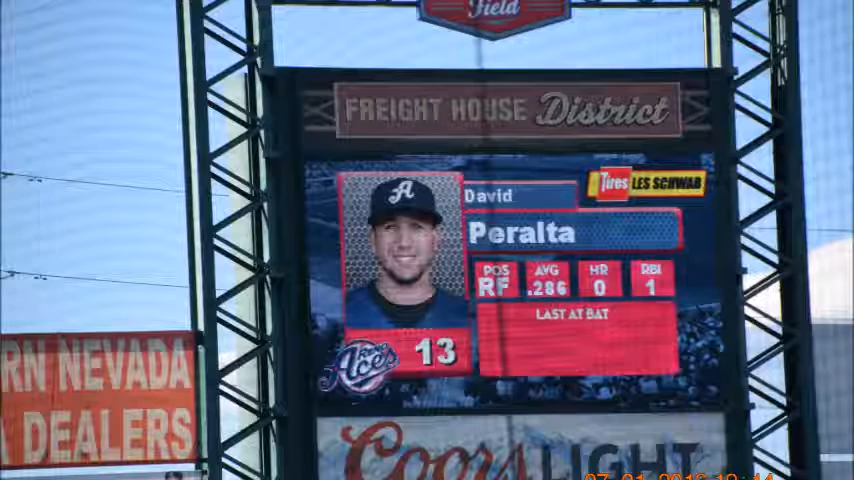 Field
FREIGHT HOUSE District
A
David
Tires LES SCHWAB
Peralta
POS AVG HR RBI
RF .286 0 1
LAST AT BAT
13
Reno
Aces
RN NEVADA
A DEALERS
Coors LIGHT